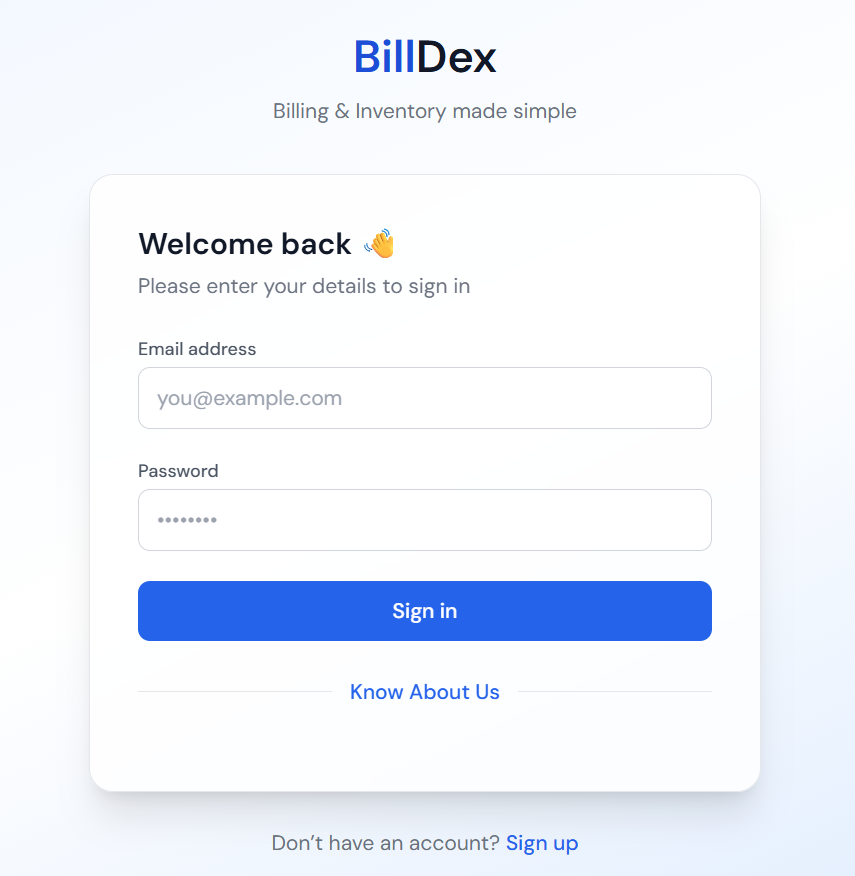 BillDex
Billing & Inventory made simple
Welcome back 👋
Please enter your details to sign in
Email address
you@example.com
Password
••••••••
Sign in
Know About Us
Don’t have an account? Sign up